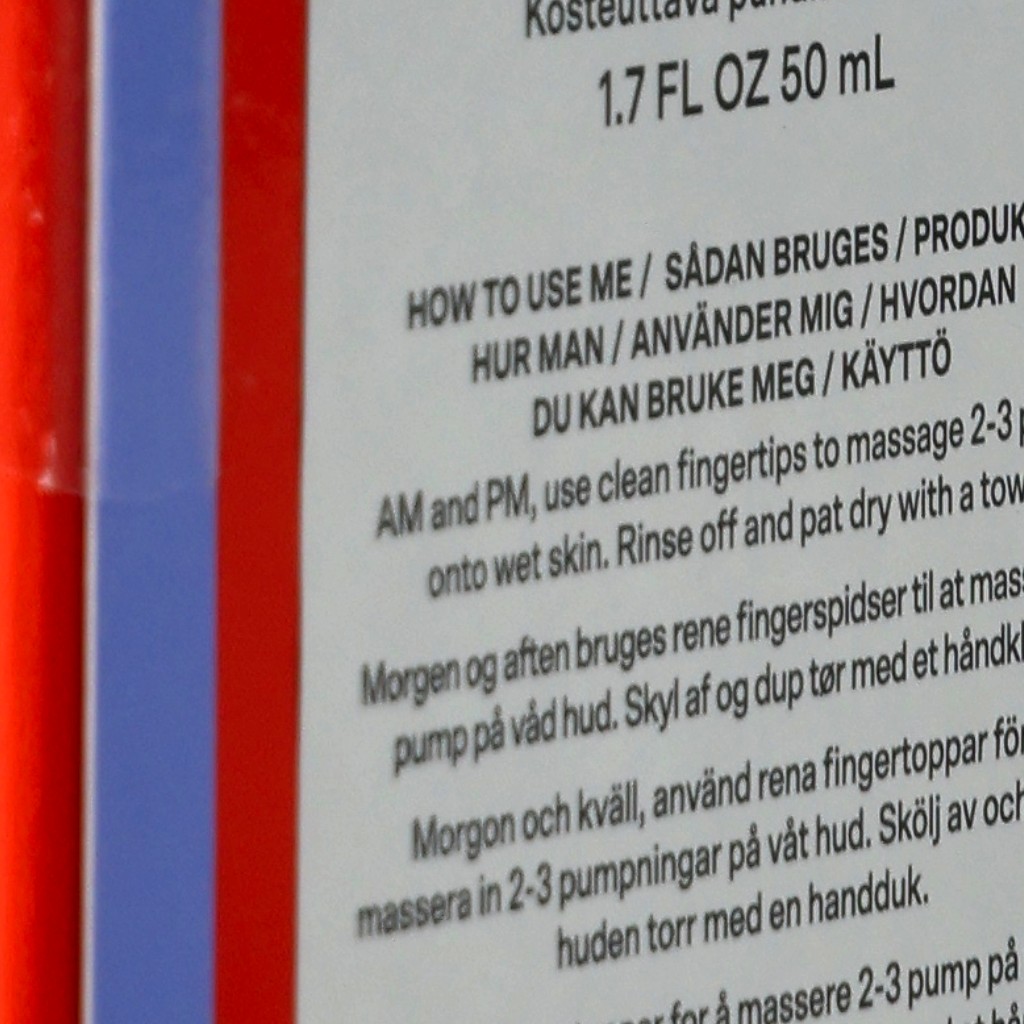 Kosteuttava
1.7 FL OZ 50 mL
HOW TO USE ME / SÅDAN BRUGES / PRODUK
HUR MAN / ANVÄNDER MIG / HVORDAN
DU KAN BRUKE MEG / KÄYTTÖ
AM and PM, use clean fingertips to massage 2-3 p
onto wet skin. Rinse off and pat dry with a tow
Morgen og aften bruges rene fingerspidser til at mass
pump på våd hud. Skyl af og dup tør med et håndkl
Morgon och kväll, använd rena fingertoppar för
massera in 2-3 pumpningar på våt hud. Skölj av och
huden torr med en handduk.
for å massere 2-3 pump på